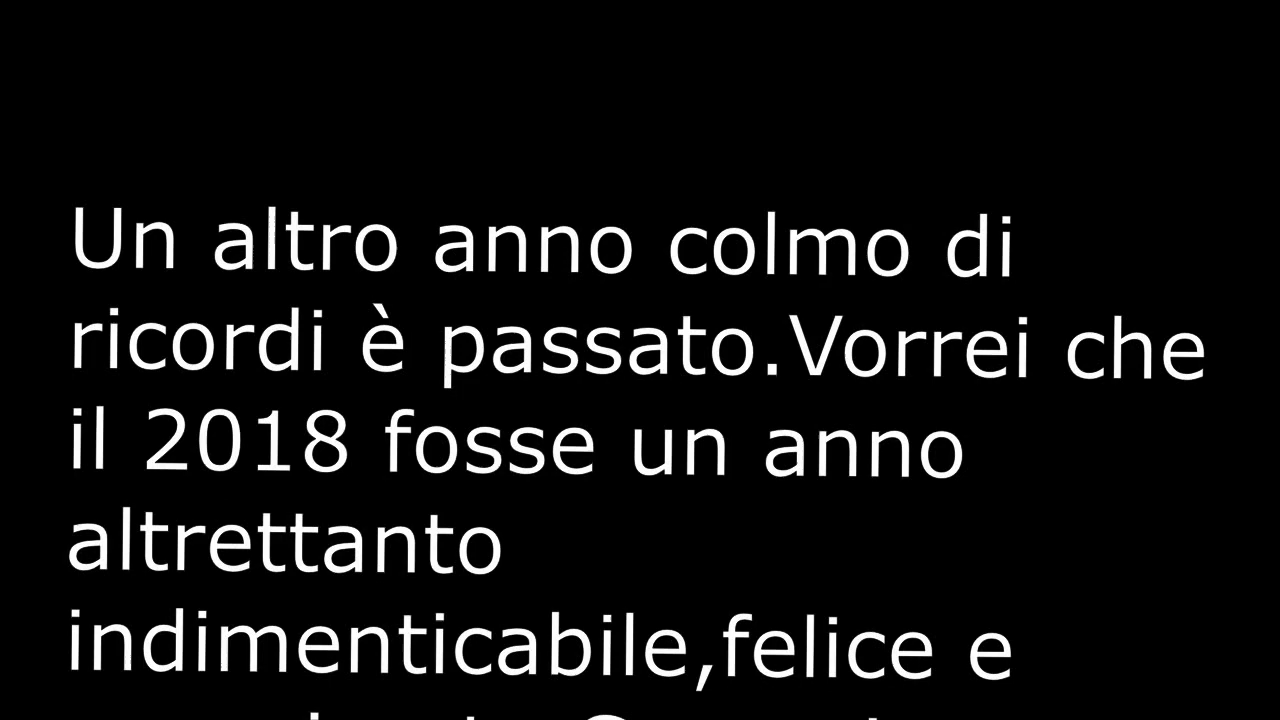 Un altro anno colmo di
ricordi è passato.Vorrei che
il 2018 fosse un anno
altrettanto
indimenticabile,felice e